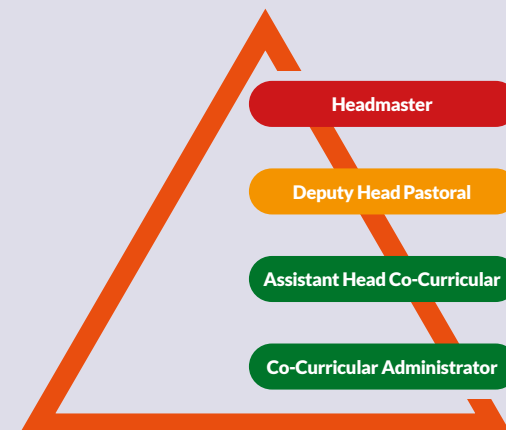 Headmaster
Deputy Head Pastoral
Assistant Head Co-Curricular
Co-Curricular Administrator